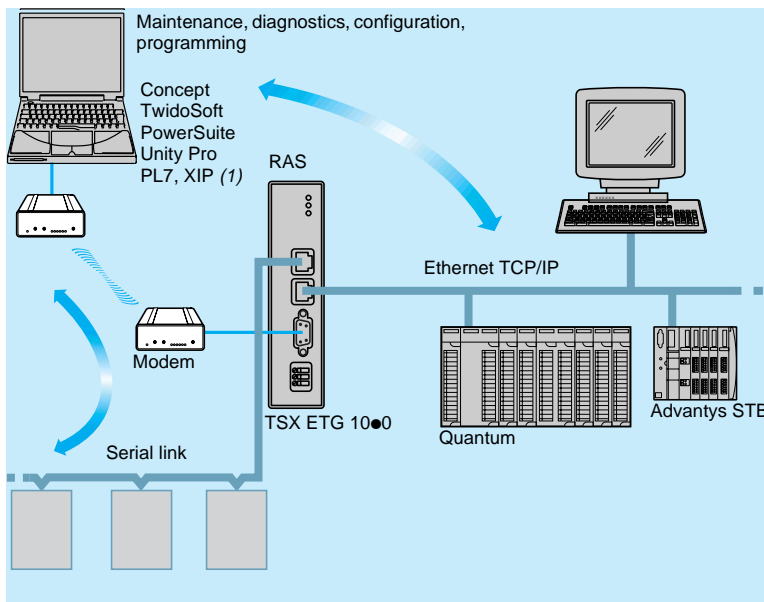 Maintenance, diagnostics, configuration,
programming
Concept
TwidoSoft
PowerSuite
Unity Pro
PL7, XIP (1)
RAS
Ethernet TCP/IP
Modem
TSX ETG 10●0
Quantum
Advantys STB
Serial link